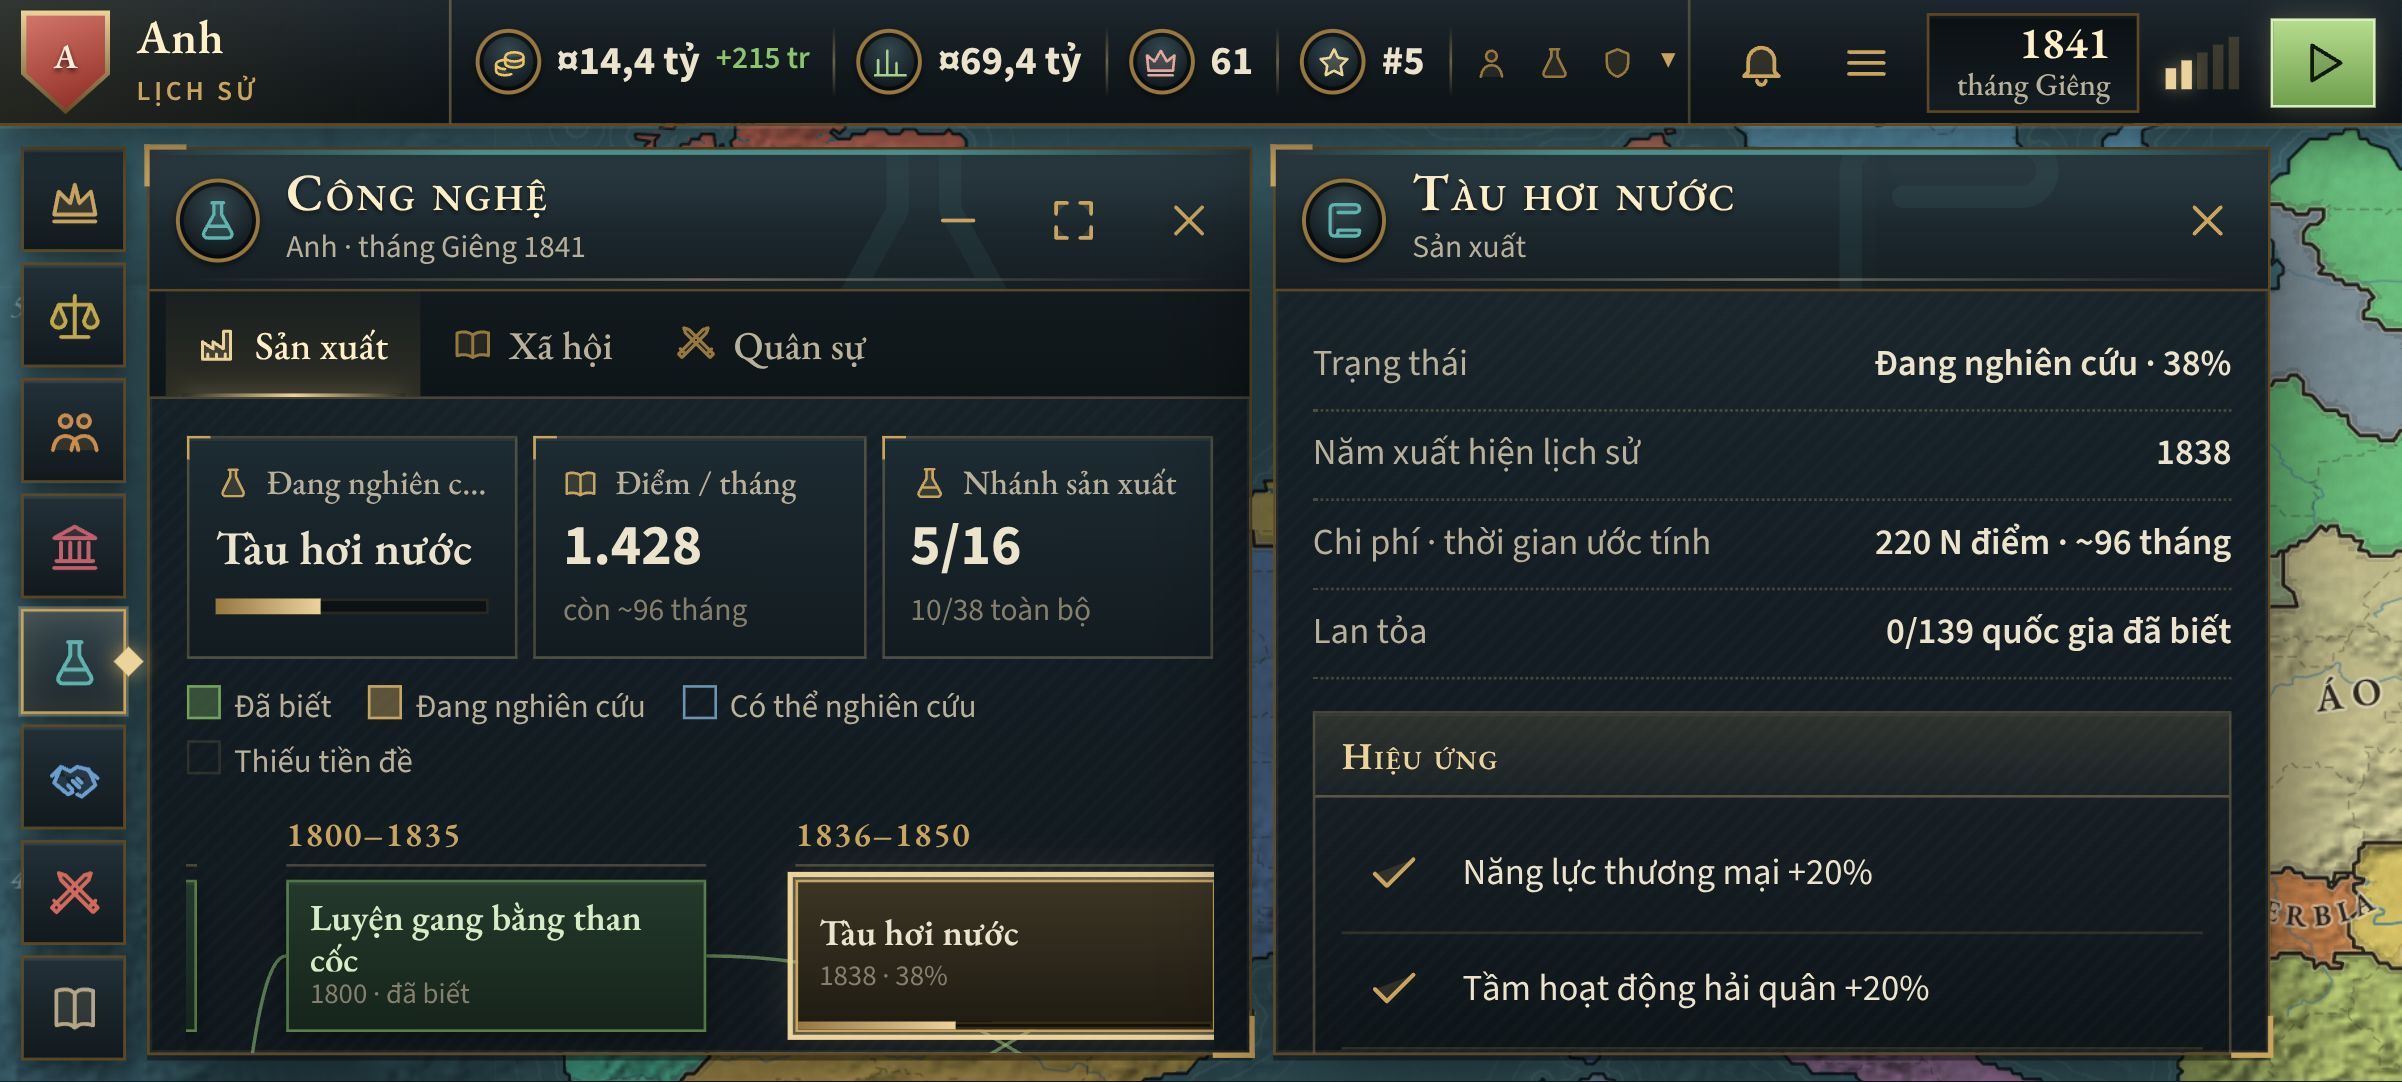 A
Anh
LỊCH SỬ
¤14,4 tỷ +215 tr
¤69,4 tỷ
61
#5
1841
tháng Giêng
Công nghệ
Anh · tháng Giêng 1841
Sản xuất
Xã hội
Quân sự
Đang nghiên c...
Tàu hơi nước
Điểm / tháng
1.428
còn ~96 tháng
Nhánh sản xuất
5/16
10/38 toàn bộ
Đã biết
Đang nghiên cứu
Có thể nghiên cứu
Thiếu tiền đề
1800–1835
1836–1850
Luyện gang bằng than
cốc
1800 · đã biết
Tàu hơi nước
1838 · 38%
Tàu hơi nước
Sản xuất
Trạng thái
Đang nghiên cứu · 38%
Năm xuất hiện lịch sử
1838
Chi phí · thời gian ước tính
220 N điểm · ~96 tháng
Lan tỏa
0/139 quốc gia đã biết
Hiệu ứng
Năng lực thương mại +20%
Tầm hoạt động hải quân +20%
ÁO
ERBIA